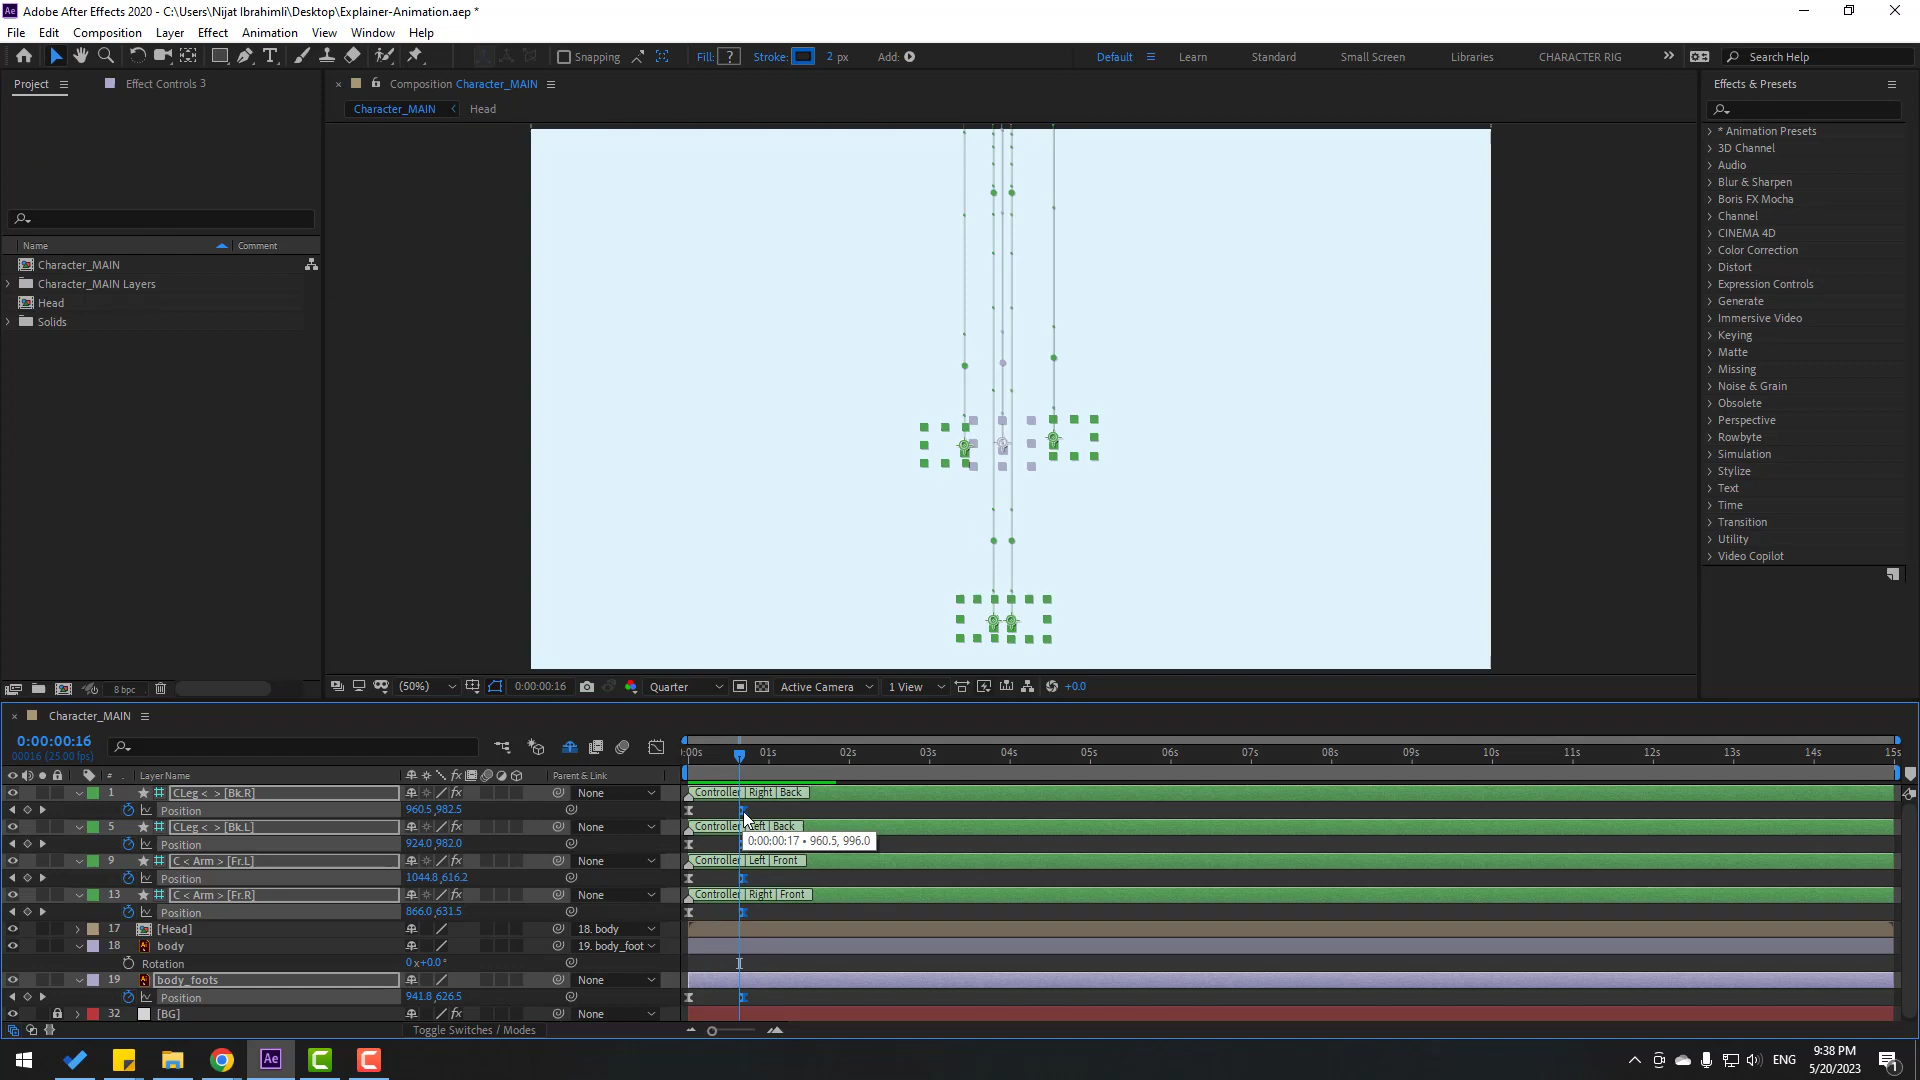 Adobe After Effects 2020 - C:\Users\Nijat Ibrahimli\Desktop\Explainer-Animation.aep *
File Edit Composition Layer Effect Animation View Window Help
Snapping Fill: ? Stroke: 2 px Add: Default Learn Standard Small Screen Libraries CHARACTER RIG Search Help
Project Effect Controls 3 Composition Character_MAIN Effects & Presets
Character_MAIN Head
Name Comment
Character_MAIN
Character_MAIN Layers
Head
Solids
* Animation Presets
3D Channel
Audio
Blur & Sharpen
Boris FX Mocha
Channel
CINEMA 4D
Color Correction
Distort
Expression Controls
Generate
Immersive Video
Keying
Matte
Missing
Noise & Grain
Obsolete
Perspective
Rowbyte
Simulation
Stylize
Text
Time
Transition
Utility
Video Copilot
8 bpc (50%) 0:00:00:16 Quarter Active Camera 1 View +0.0
Character_MAIN
0:00:00:16
00016 (25.00 fps)
:00s 01s 02s 03s 04s 05s 06s 07s 08s 09s 10s 11s 12s 13s 14s 15s
# Layer Name Parent & Link
1 CLeg < > [Bk.R] None Controller | Right | Back
Position 960.5,982.5
5 CLeg < > [Bk.L] None Controller Left | Back
0:00:00:17 • 960.5, 996.0
Position 924.0,982.0
9 C < Arm > [Fr.L] None Controller | Left | Front
Position 1044.8,616.2
13 C < Arm > [Fr.R] None Controller | Right | Front
Position 866.0,631.5
17 [Head] 18. body
18 body 19. body_foot
Rotation 0x+0.0°
19 body_foots None
Position 941.8,626.5
32 [BG] None
Toggle Switches / Modes
ENG 9:38 PM
5/20/2023
1